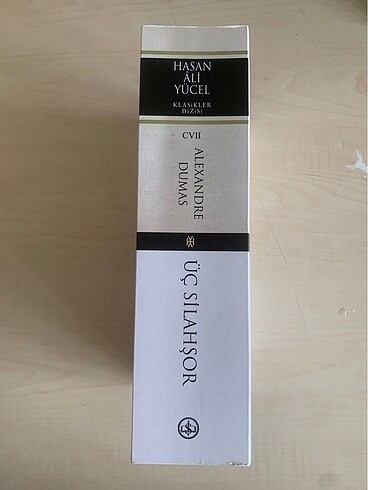 HASAN
ÂLİ
YÜCEL
KLASİKLER
DİZİSİ
CVII
ALEXANDRE
DUMAS
ÜÇ SİLAHŞOR